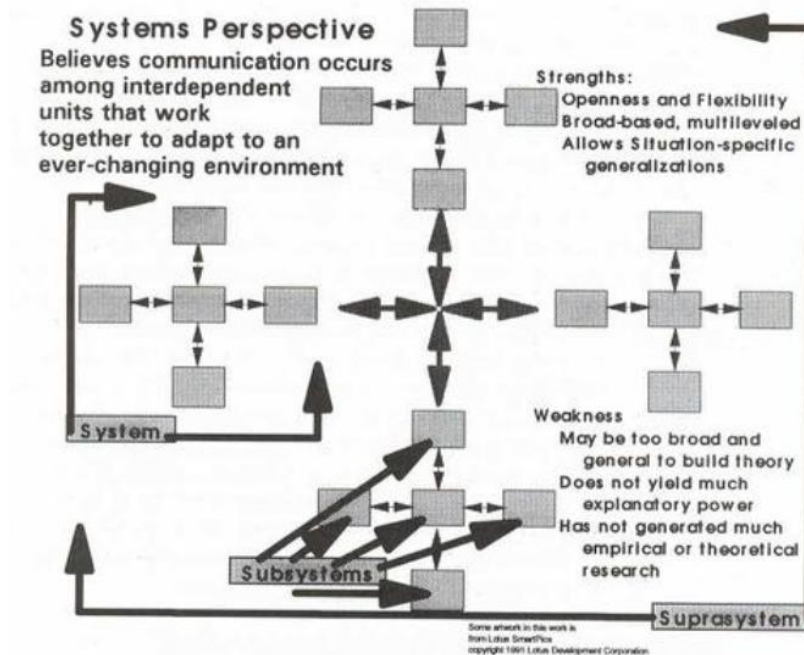 Systems Perspective
Believes communication occurs
among interdependent
units that work
together to adapt to an
ever-changing environment
Strengths:
Openness and Flexibility
Broad-based, multileveled
Allows Situation-specific
generalizations
System
Weakness
May be too broad and
general to build theory
Does not yield much
explanatory power
Has not generated much
empirical or theoretical
research
Subsystems
Suprasystem
Some artwork in this work is
from Lotus SmartPics
copyright 1991 Lotus Development Corporation